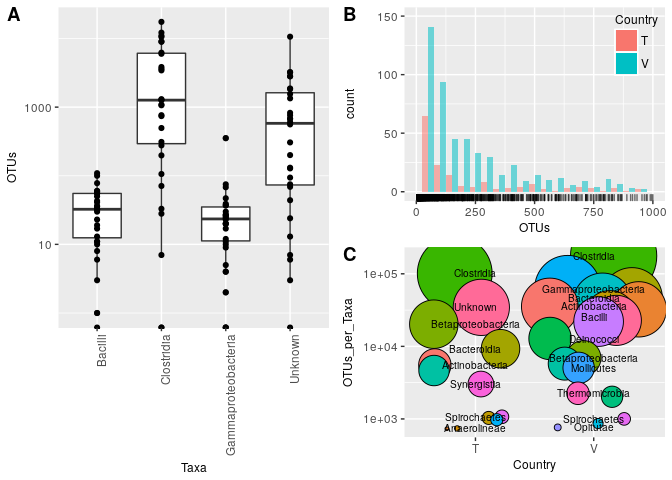 A
OTUs
1000
10
Bacilli
Clostridia
Gammaproteobacteria
Unknown
Taxa
B
count
150
100
50
0
0
250
500
750
1000
OTUs
Country
T
V
C
OTUs_per_Taxa
1e+05
1e+04
1e+03
Clostridia
Unknown
Betaproteobacteria
Bacteroidia
Actinobacteria
Synergistia
Spirochaetes
Anaerolineae
Clostridia
Gammaproteobacteria
Bacteroidia
Actinobacteria
Bacilli
Deinococci
Betaproteobacteria
Mollicutes
Thermomicrobia
Spirochaetes
Opitutae
T
V
Country